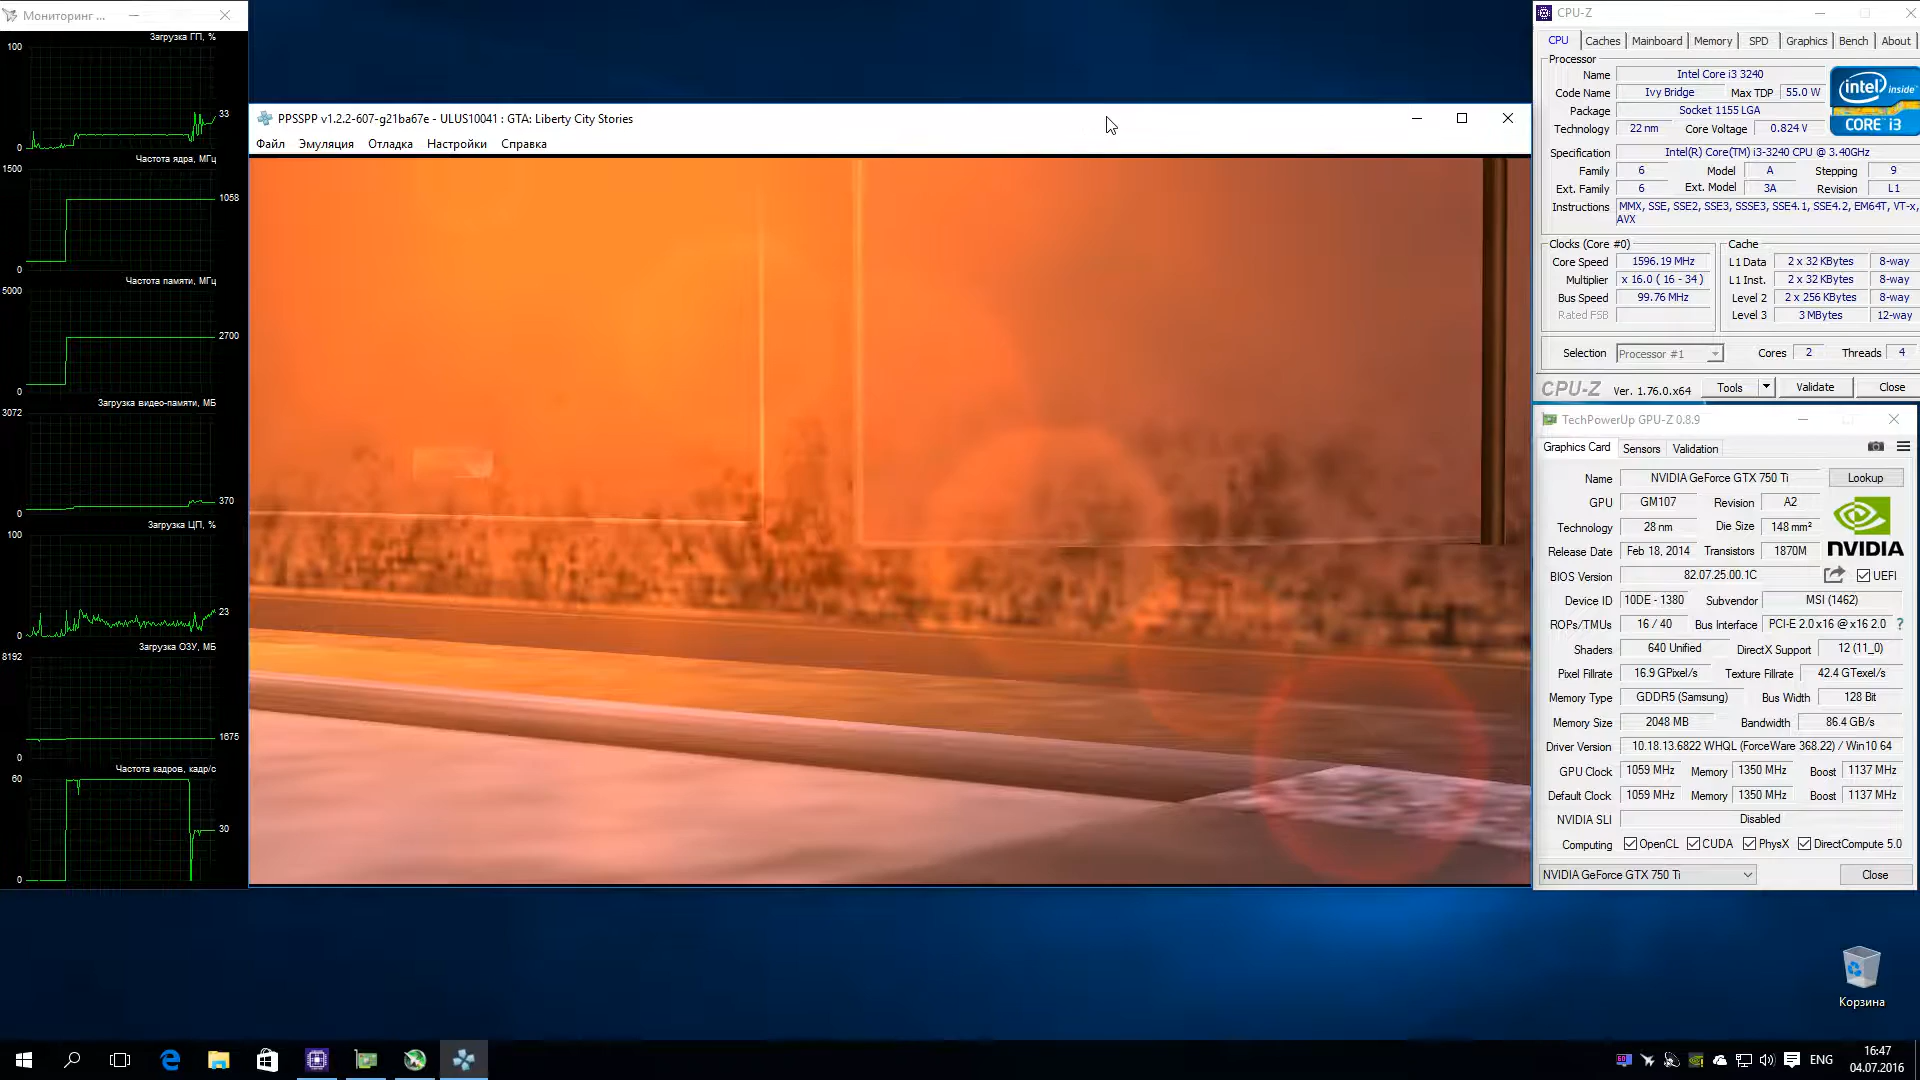 Мониторинг ...
Загрузка ГП, %
100
33
0
Частота ядра, МГц
1500
1058
0
Частота памяти, МГц
5000
2700
0
Загрузка видео-памяти, МБ
3072
370
0
Загрузка ЦП, %
100
23
0
Загрузка ОЗУ, МБ
8192
1675
0
Частота кадров, кадр/с
60
30
0
PPSSPP v1.2.2-607-g21ba67e - ULUS10041 : GTA: Liberty City Stories
Файл Эмуляция Отладка Настройки Справка
CPU-Z
CPU Caches Mainboard Memory SPD Graphics Bench About
Processor
Name Intel Core i3 3240
Code Name Ivy Bridge Max TDP 55.0 W
Package Socket 1155 LGA
Technology 22 nm Core Voltage 0.824 V
intel inside
CORE i3
Specification Intel(R) Core(TM) i3-3240 CPU @ 3.40GHz
Family 6 Model A Stepping 9
Ext. Family 6 Ext. Model 3A Revision L1
Instructions MMX, SSE, SSE2, SSE3, SSSE3, SSE4.1, SSE4.2, EM64T, VT-x,
AVX
Clocks (Core #0)
Core Speed 1596.19 MHz
Multiplier x 16.0 ( 16 - 34 )
Bus Speed 99.76 MHz
Rated FSB
Cache
L1 Data 2 x 32 KBytes 8-way
L1 Inst. 2 x 32 KBytes 8-way
Level 2 2 x 256 KBytes 8-way
Level 3 3 MBytes 12-way
Selection Processor #1 Cores 2 Threads 4
CPU-Z Ver. 1.76.0.x64 Tools Validate Close
TechPowerUp GPU-Z 0.8.9
Graphics Card Sensors Validation
Name NVIDIA GeForce GTX 750 Ti Lookup
GPU GM107 Revision A2
Technology 28 nm Die Size 148 mm²
Release Date Feb 18, 2014 Transistors 1870M
NVIDIA
BIOS Version 82.07.25.00.1C UEFI
Device ID 10DE - 1380 Subvendor MSI (1462)
ROPs/TMUs 16 / 40 Bus Interface PCI-E 2.0 x16 @ x16 2.0 ?
Shaders 640 Unified DirectX Support 12 (11_0)
Pixel Fillrate 16.9 GPixel/s Texture Fillrate 42.4 GTexel/s
Memory Type GDDR5 (Samsung) Bus Width 128 Bit
Memory Size 2048 MB Bandwidth 86.4 GB/s
Driver Version 10.18.13.6822 WHQL (ForceWare 368.22) / Win10 64
GPU Clock 1059 MHz Memory 1350 MHz Boost 1137 MHz
Default Clock 1059 MHz Memory 1350 MHz Boost 1137 MHz
NVIDIA SLI Disabled
Computing OpenCL CUDA PhysX DirectCompute 5.0
NVIDIA GeForce GTX 750 Ti Close
Корзина
ENG
16:47
04.07.2016